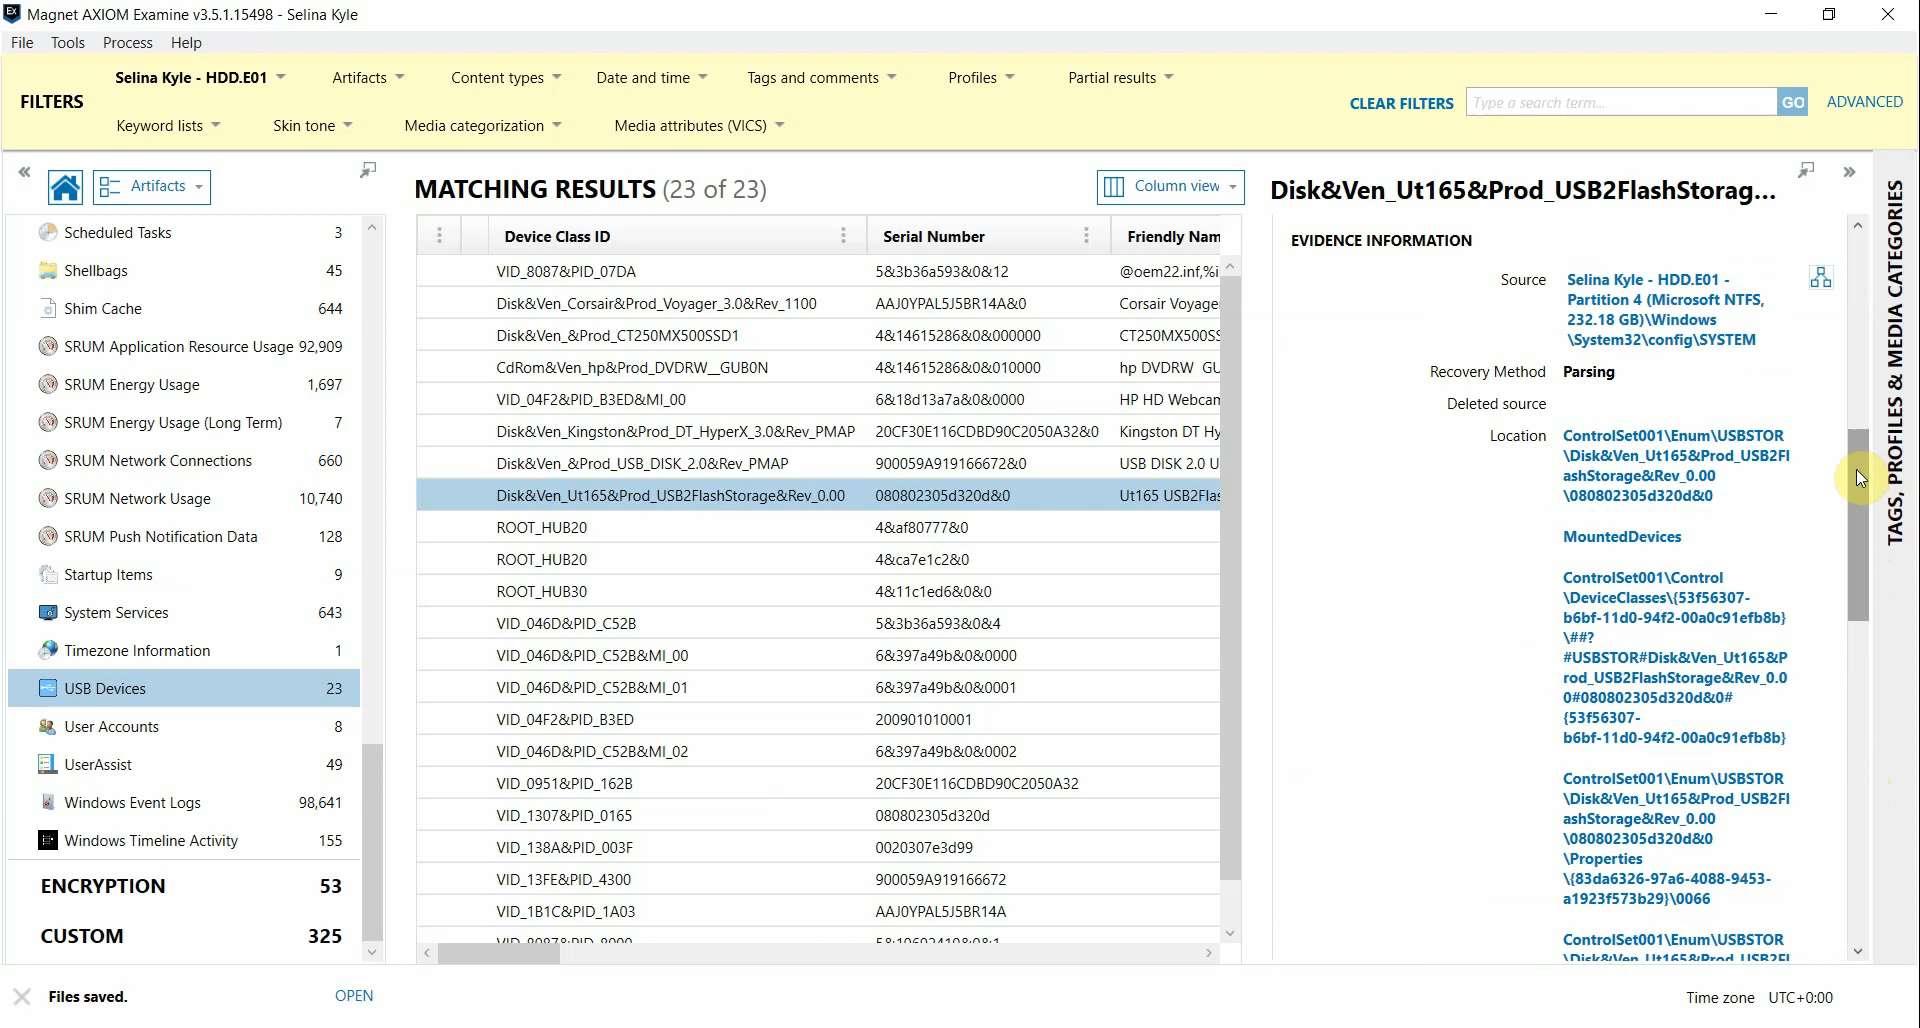 Magnet AXIOM Examine v3.5.1.15498 - Selina Kyle
File Tools Process Help
FILTERS
Selina Kyle - HDD.E01 Artifacts Content types Date and time Tags and comments Profiles Partial results
Keyword lists Skin tone Media categorization Media attributes (VICS)
CLEAR FILTERS Type a search term... GO ADVANCED
Artifacts
Scheduled Tasks 3
Shellbags 45
Shim Cache 644
SRUM Application Resource Usage 92,909
SRUM Energy Usage 1,697
SRUM Energy Usage (Long Term) 7
SRUM Network Connections 660
SRUM Network Usage 10,740
SRUM Push Notification Data 128
Startup Items 9
System Services 643
Timezone Information 1
USB Devices 23
User Accounts 8
UserAssist 49
Windows Event Logs 98,641
Windows Timeline Activity 155
ENCRYPTION 53
CUSTOM 325
MATCHING RESULTS (23 of 23) Column view
Device Class ID Serial Number Friendly Nam
VID_8087&PID_07DA 5&3b36a593&0&12 @oem22.inf,%i
Disk&Ven_Corsair&Prod_Voyager_3.0&Rev_1100 AAJ0YPAL5J5BR14A&0 Corsair Voyage
Disk&Ven_&Prod_CT250MX500SSD1 4&14615286&0&000000 CT250MX500SS
CdRom&Ven_hp&Prod_DVDRW__GUB0N 4&14615286&0&010000 hp DVDRW GU
VID_04F2&PID_B3ED&MI_00 6&18d13a7a&0&0000 HP HD Webcam
Disk&Ven_Kingston&Prod_DT_HyperX_3.0&Rev_PMAP 20CF30E116CDBD90C2050A32&0 Kingston DT Hy
Disk&Ven_&Prod_USB_DISK_2.0&Rev_PMAP 900059A919166672&0 USB DISK 2.0 U
Disk&Ven_Ut165&Prod_USB2FlashStorage&Rev_0.00 080802305d320d&0 Ut165 USB2Flas
ROOT_HUB20 4&af80777&0
ROOT_HUB20 4&ca7e1c2&0
ROOT_HUB30 4&11c1ed6&0&0
VID_046D&PID_C52B 5&3b36a593&0&4
VID_046D&PID_C52B&MI_00 6&397a49b&0&0000
VID_046D&PID_C52B&MI_01 6&397a49b&0&0001
VID_04F2&PID_B3ED 200901010001
VID_046D&PID_C52B&MI_02 6&397a49b&0&0002
VID_0951&PID_162B 20CF30E116CDBD90C2050A32
VID_1307&PID_0165 080802305d320d
VID_138A&PID_003F 0020307e3d99
VID_13FE&PID_4300 900059A919166672
VID_1B1C&PID_1A03 AAJ0YPAL5J5BR14A
Disk&Ven_Ut165&Prod_USB2FlashStorag...
EVIDENCE INFORMATION
Source Selina Kyle - HDD.E01 -
Partition 4 (Microsoft NTFS,
232.18 GB)\Windows
\System32\config\SYSTEM
Recovery Method Parsing
Deleted source
Location ControlSet001\Enum\USBSTOR
\Disk&Ven_Ut165&Prod_USB2Fl
ashStorage&Rev_0.00
\080802305d320d&0
MountedDevices
ControlSet001\Control
\DeviceClasses\{53f56307-
b6bf-11d0-94f2-00a0c91efb8b}
\##?
#USBSTOR#Disk&Ven_Ut165&P
rod_USB2FlashStorage&Rev_0.0
0#080802305d320d&0#
{53f56307-
b6bf-11d0-94f2-00a0c91efb8b}
ControlSet001\Enum\USBSTOR
\Disk&Ven_Ut165&Prod_USB2Fl
ashStorage&Rev_0.00
\080802305d320d&0
\Properties
\{83da6326-97a6-4088-9453-
a1923f573b29}\0066
ControlSet001\Enum\USBSTOR
\Disk&Ven_Ut165&Prod_USB2Fl
TAGS, PROFILES & MEDIA CATEGORIES
Files saved. OPEN
Time zone UTC+0:00